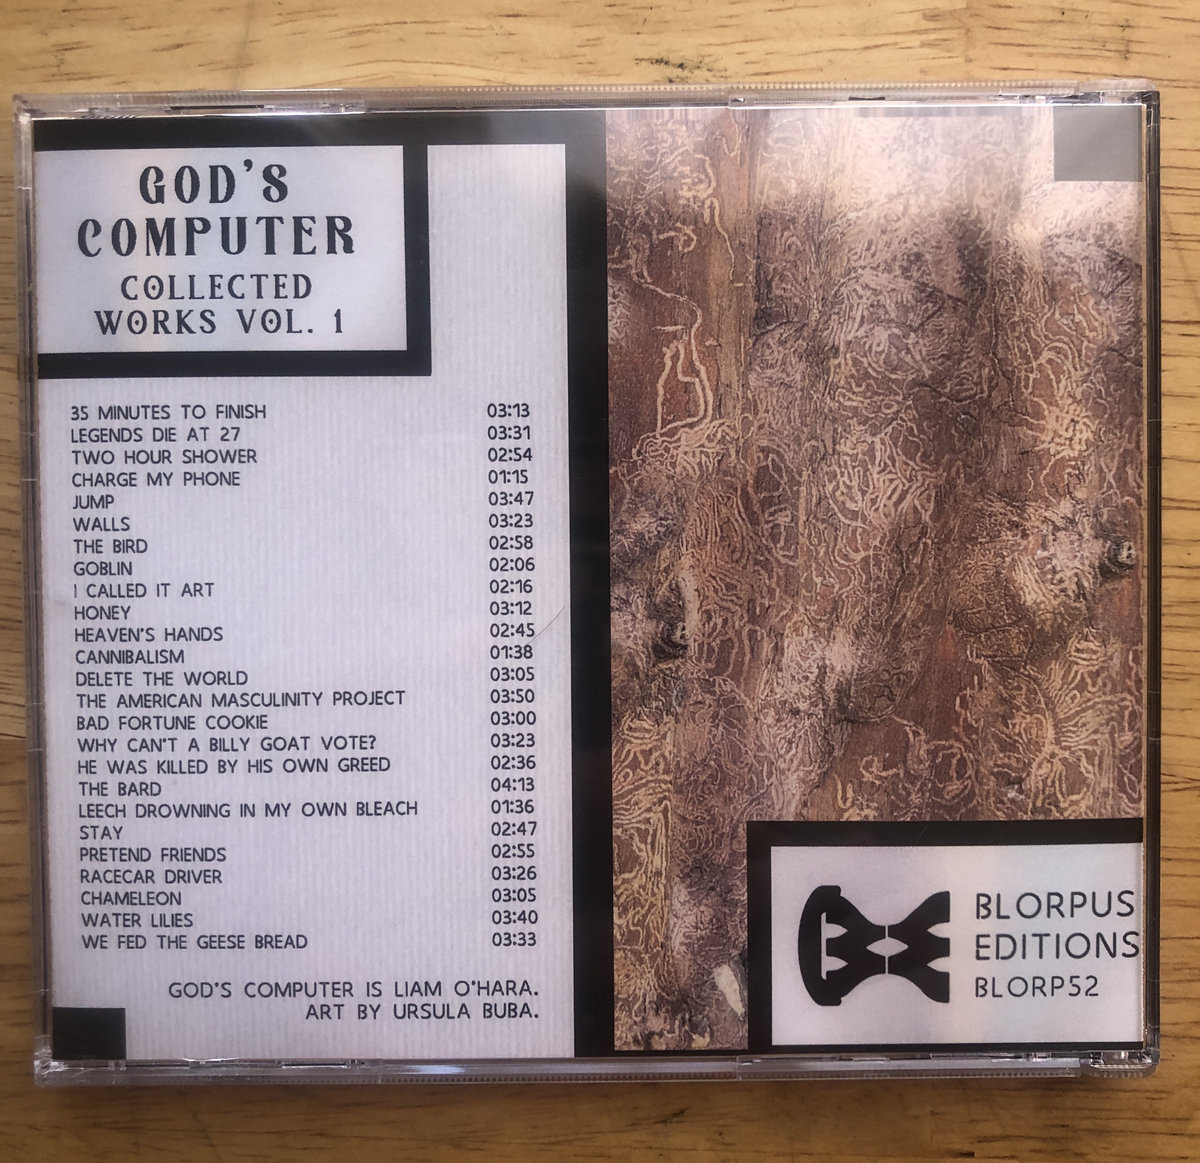 GOD'S
COMPUTER
COLLECTED
WORKS VOL. 1
35 MINUTES TO FINISH 03:13
LEGENDS DIE AT 27 03:31
TWO HOUR SHOWER 02:54
CHARGE MY PHONE 01:15
JUMP 03:47
WALLS 03:23
THE BIRD 02:58
GOBLIN 02:06
I CALLED IT ART 02:16
HONEY 03:12
HEAVEN'S HANDS 02:45
CANNIBALISM 01:38
DELETE THE WORLD 03:05
THE AMERICAN MASCULINITY PROJECT 03:50
BAD FORTUNE COOKIE 03:00
WHY CAN'T A BILLY GOAT VOTE? 03:23
HE WAS KILLED BY HIS OWN GREED 02:36
THE BARD 04:13
LEECH DROWNING IN MY OWN BLEACH 01:36
STAY 02:47
PRETEND FRIENDS 02:55
RACECAR DRIVER 03:26
CHAMELEON 03:05
WATER LILIES 03:40
WE FED THE GEESE BREAD 03:33
GOD'S COMPUTER IS LIAM O'HARA.
ART BY URSULA BUBA.
BLORPUS
EDITIONS
BLORP52